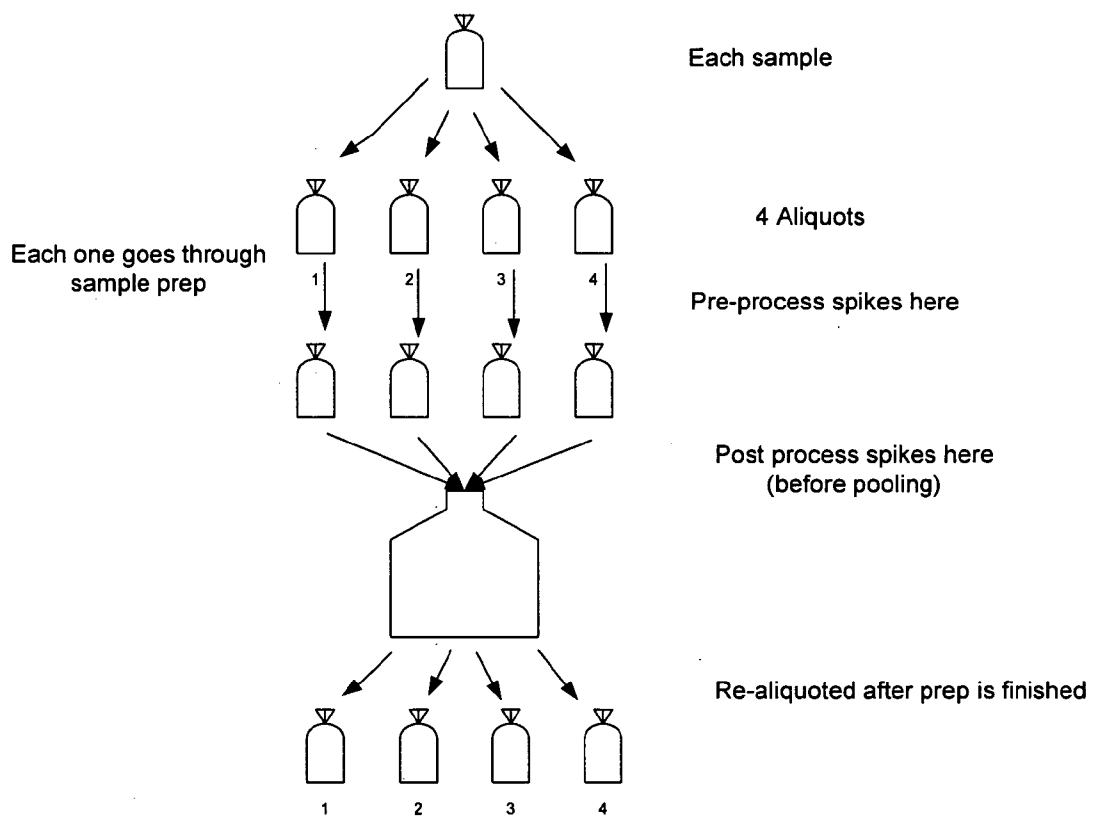 Each sample
4 Aliquots
Each one goes through
sample prep
1 2 3 4
Pre-process spikes here
Post process spikes here
(before pooling)
Re-aliquoted after prep is finished
1 2 3 4